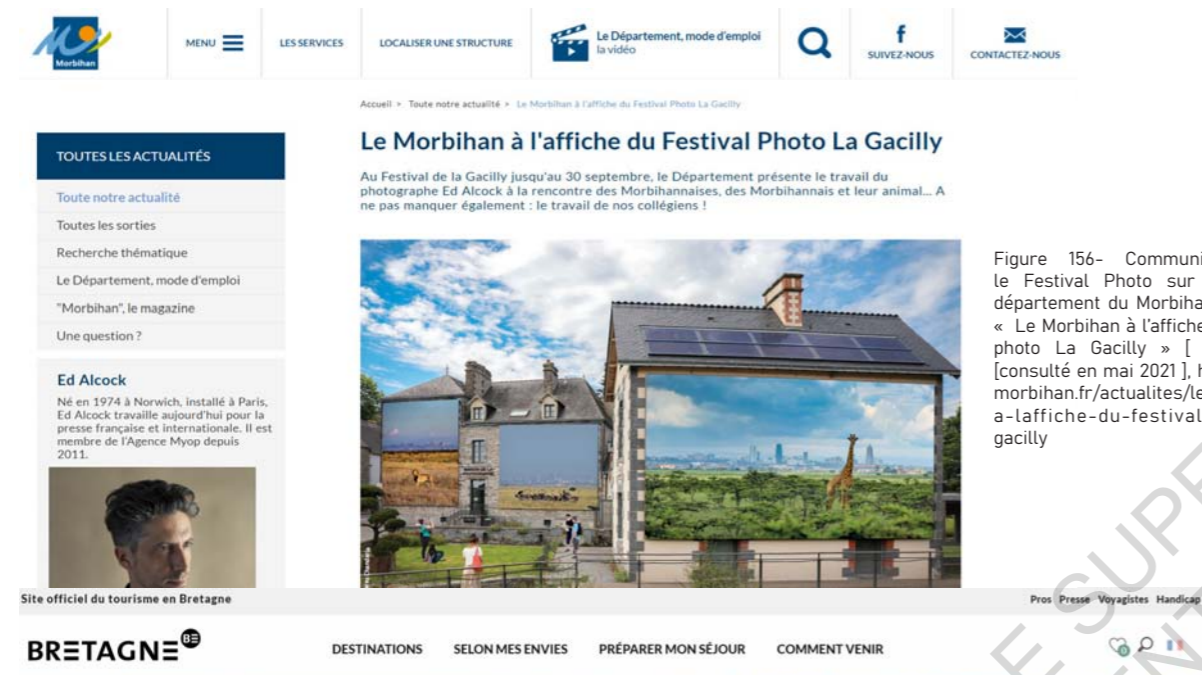 Morbihan
MENU
LES SERVICES
LOCALISER UNE STRUCTURE
Le Département, mode d'emploi
la vidéo
SUIVEZ-NOUS
CONTACTEZ-NOUS
Accueil > Toute notre actualité > Le Morbihan à l'affiche du Festival Photo La Gacilly
TOUTES LES ACTUALITÉS
Toute notre actualité
Toutes les sorties
Recherche thématique
Le Département, mode d'emploi
"Morbihan", le magazine
Une question ?
Ed Alcock
Né en 1974 à Norwich, installé à Paris,
Ed Alcock travaille aujourd'hui pour la
presse française et internationale. Il est
membre de l'Agence Myop depuis
2011.
Le Morbihan à l'affiche du Festival Photo La Gacilly
Au Festival de la Gacilly jusqu'au 30 septembre, le Département présente le travail du
photographe Ed Alcock à la rencontre des Morbihannaises, des Morbihannais et leur animal... A
ne pas manquer également : le travail de nos collégiens !
Figure 156- Communi
le Festival Photo sur
département du Morbiha
« Le Morbihan à l'affiche
photo La Gacilly » [
[consulté en mai 2021 ], h
morbihan.fr/actualites/le
a-laffiche-du-festival
gacilly
Site officiel du tourisme en Bretagne
Pros Presse Voyagistes Handicap
BRΞTAGNΞ BE
DESTINATIONS
SELON MES ENVIES
PRÉPARER MON SÉJOUR
COMMENT VENIR
E SUPE